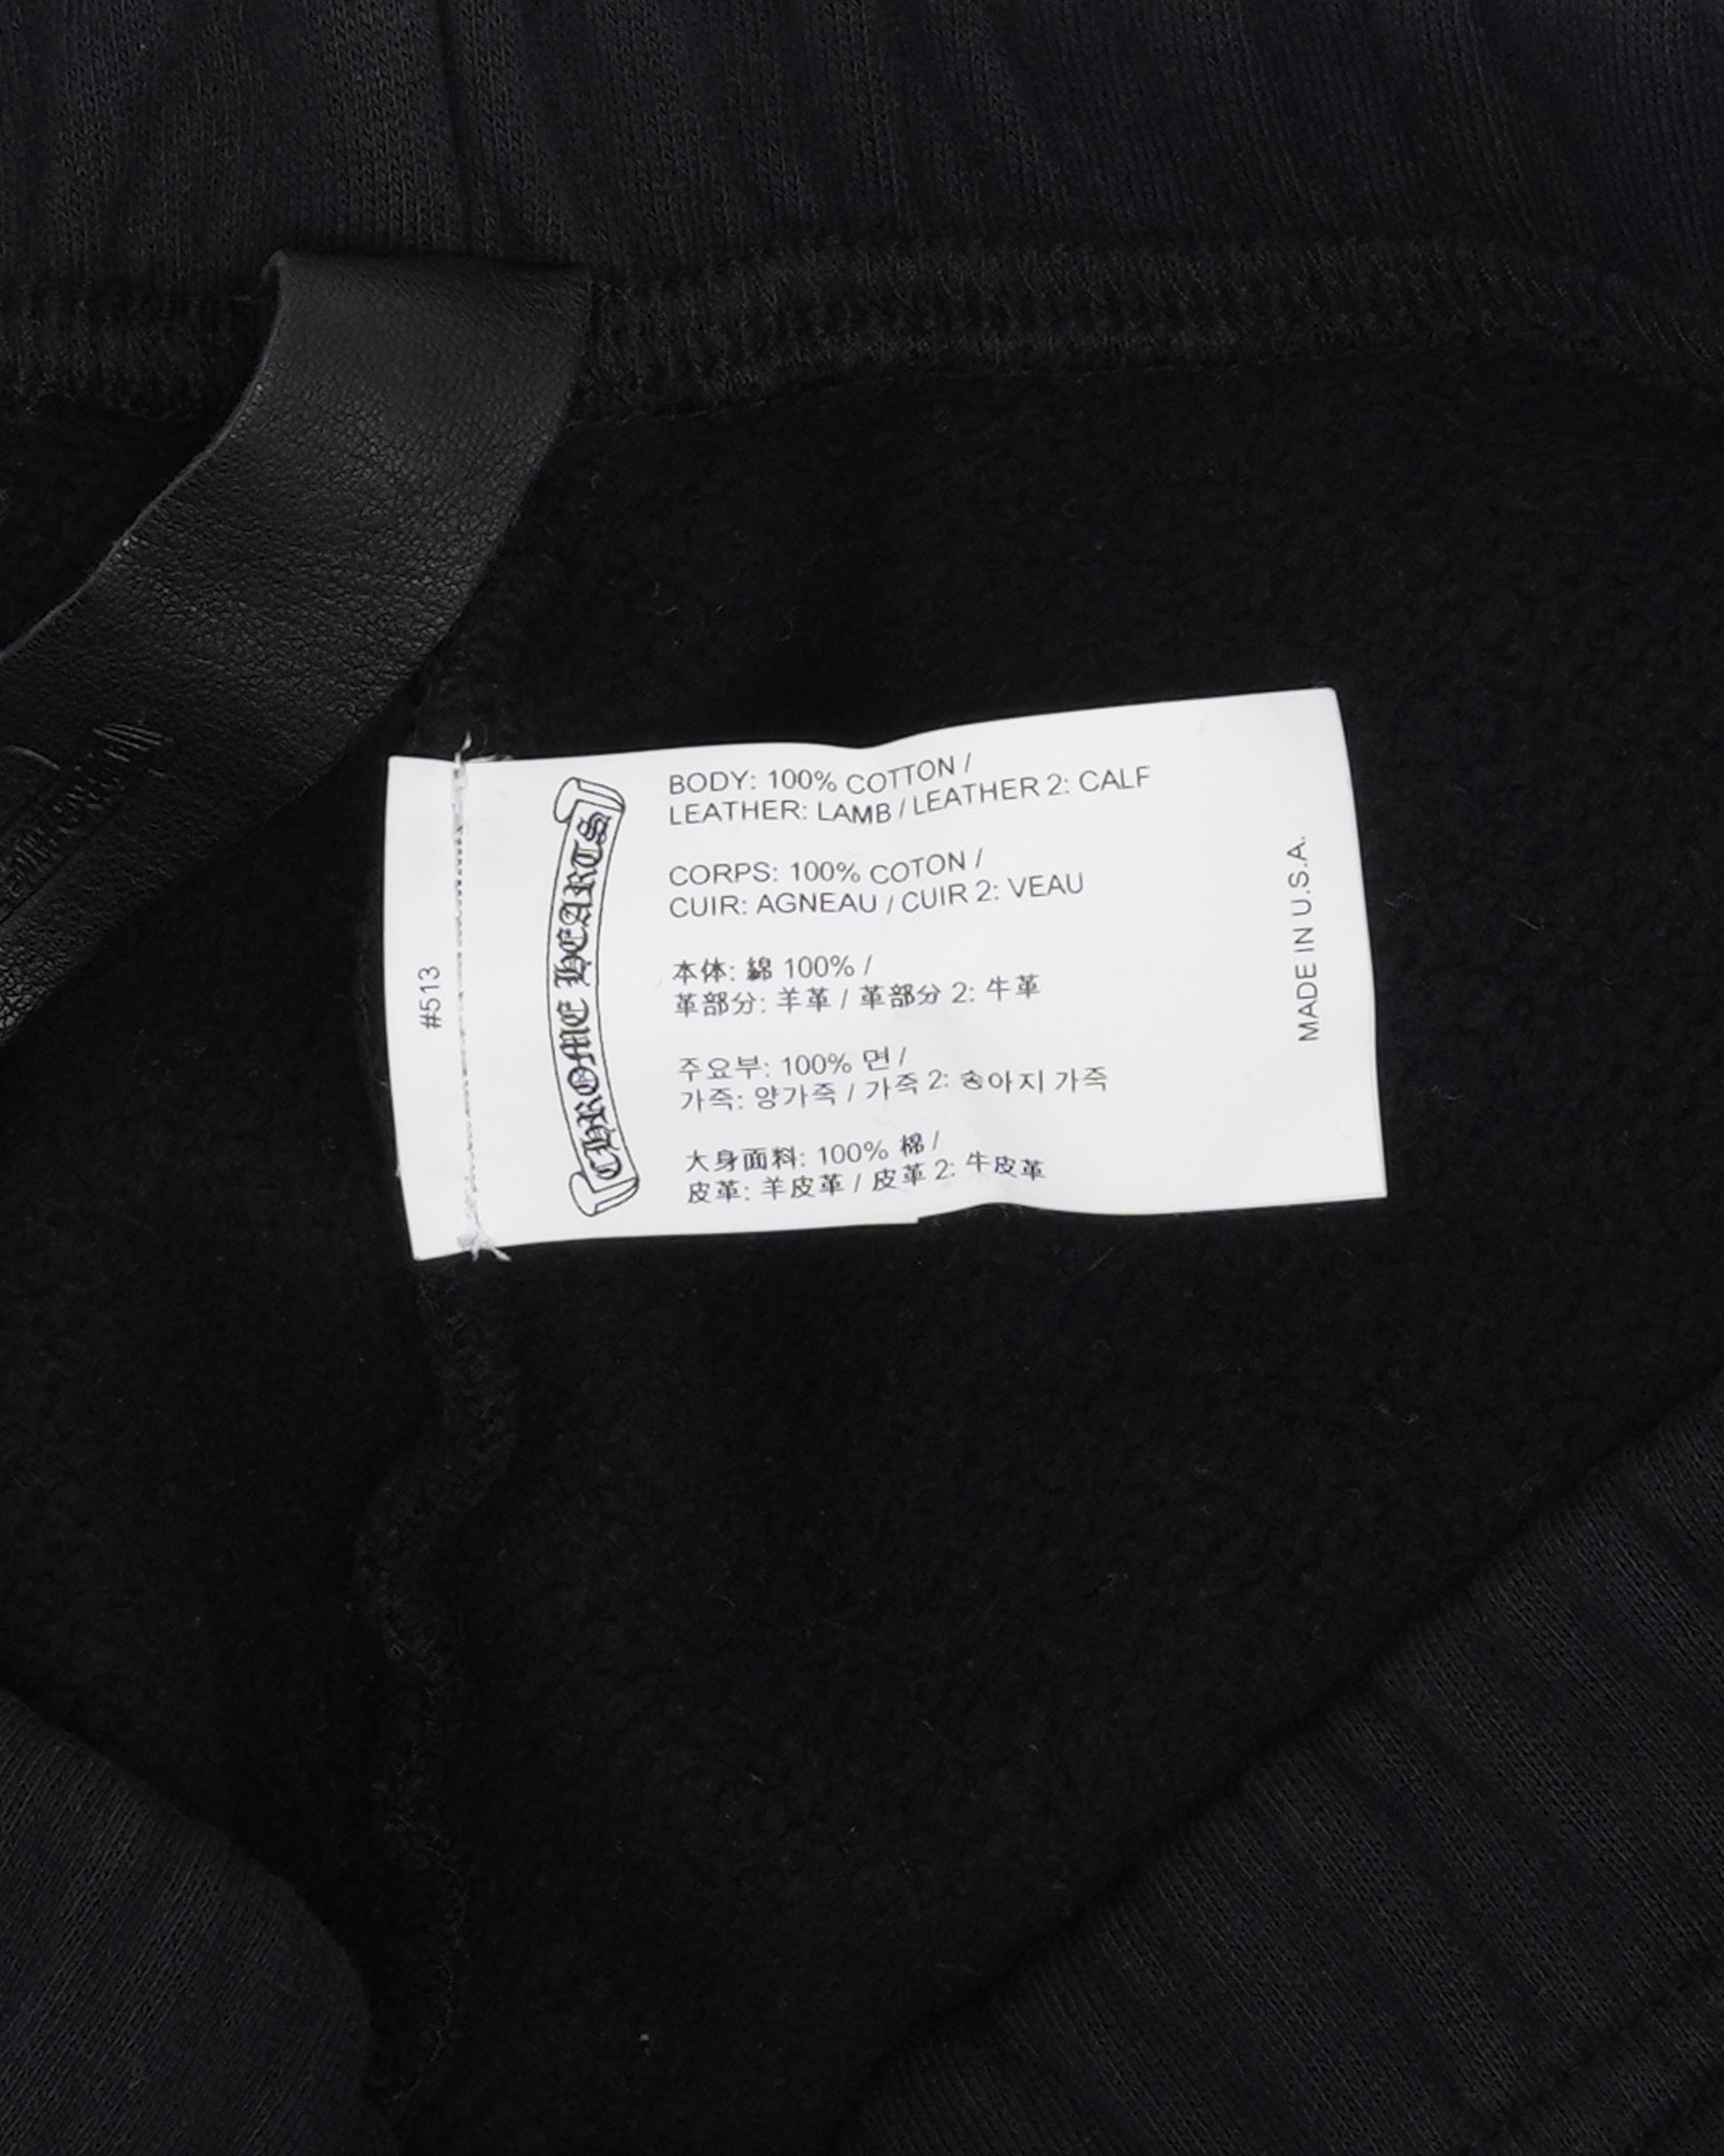 #513
CHROME HEARTS
BODY: 100% COTTON /
LEATHER: LAMB / LEATHER 2: CALF
CORPS: 100% COTON /
CUIR: AGNEAU / CUIR 2: VEAU
本体: 綿 100% /
革部分: 羊革 / 革部分 2: 牛革
주요부: 100% 면 /
가죽: 양가죽 / 가죽 2: 송아지 가죽
大身面料: 100% 棉 /
皮革: 羊皮革 / 皮革 2: 牛皮革
MADE IN U.S.A.